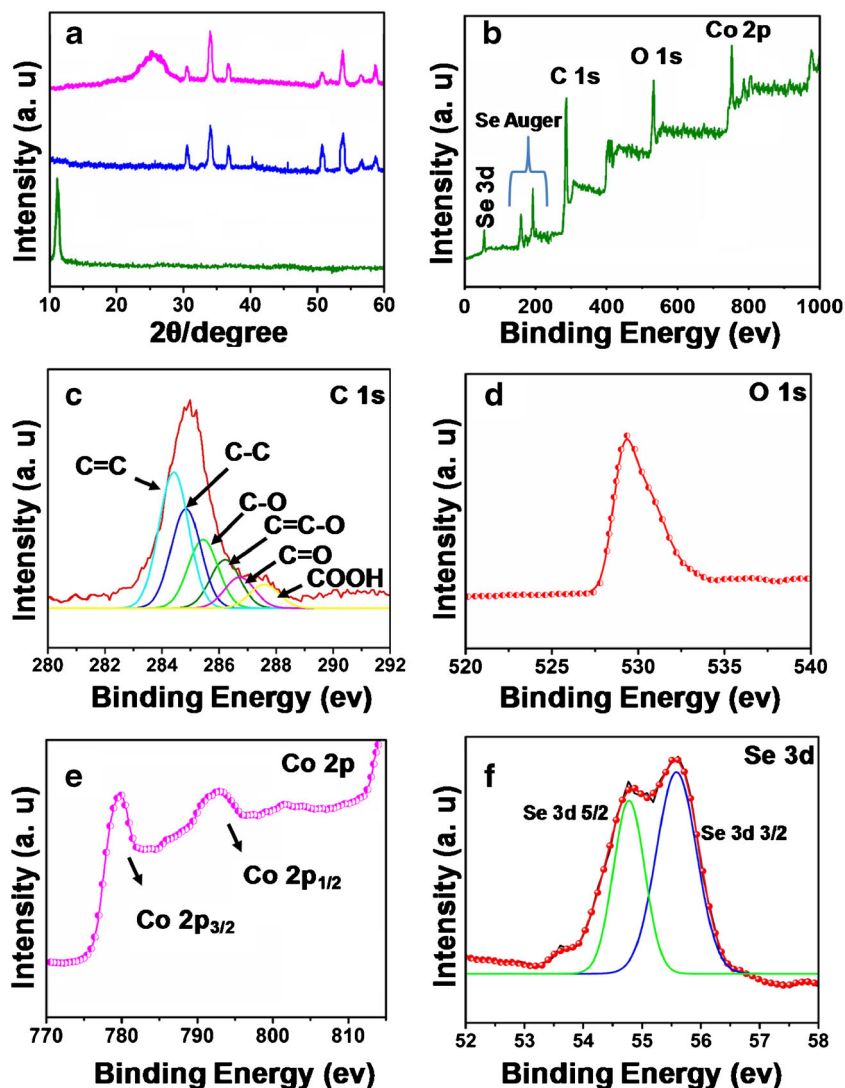 a
Intensity (a. u)
10 20 30 40 50 60
2θ/degree
b
Intensity (a. u)
Se 3d
Se Auger
C 1s
O 1s
Co 2p
0 200 400 600 800 1000
Binding Energy (ev)
c
C 1s
Intensity (a. u)
C=C
C-C
C-O
C=C-O
C=O
COOH
280 282 284 286 288 290 292
Binding Energy (ev)
d
O 1s
Intensity (a. u)
520 525 530 535 540
Binding Energy (ev)
e
Co 2p
Intensity (a. u)
Co 2p1/2
Co 2p3/2
770 780 790 800 810
Binding Energy (ev)
f
Se 3d
Intensity (a. u)
Se 3d 5/2
Se 3d 3/2
52 53 54 55 56 57 58
Binding Energy (ev)